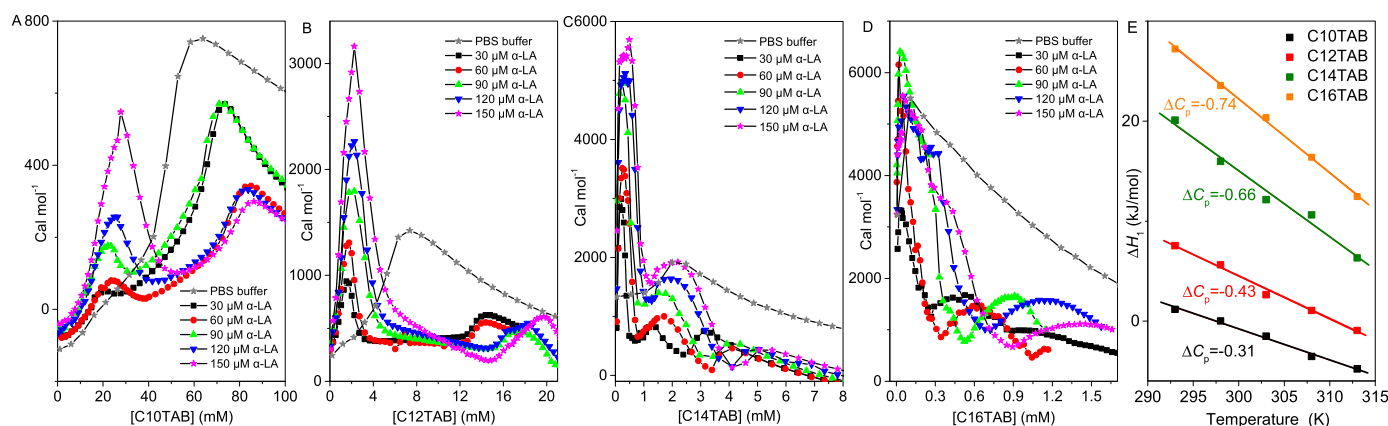 A
800
400
0
Cal mol⁻¹
PBS buffer
30 µM α-LA
60 µM α-LA
90 µM α-LA
120 µM α-LA
150 µM α-LA
0 20 40 60 80 100
[C10TAB] (mM)
B
3000
2000
1000
0
Cal mol⁻¹
PBS buffer
30 µM α-LA
60 µM α-LA
90 µM α-LA
120 µM α-LA
150 µM α-LA
0 4 8 12 16 20
[C12TAB] (mM)
C
6000
4000
2000
0
Cal mol⁻¹
PBS buffer
30 µM α-LA
60 µM α-LA
90 µM α-LA
120 µM α-LA
150 µM α-LA
0 1 2 3 4 5 6 7 8
[C14TAB] (mM)
D
6000
4000
2000
0
Cal mol⁻¹
PBS buffer
30 µM α-LA
60 µM α-LA
90 µM α-LA
120 µM α-LA
150 µM α-LA
0.0 0.3 0.6 0.9 1.2 1.5
[C16TAB] (mM)
E
20
0
ΔH₁ (kJ/mol)
C10TAB
C12TAB
C14TAB
C16TAB
ΔCₚ=-0.74
ΔCₚ=-0.66
ΔCₚ=-0.43
ΔCₚ=-0.31
290 295 300 305 310 315
Temperature (K)